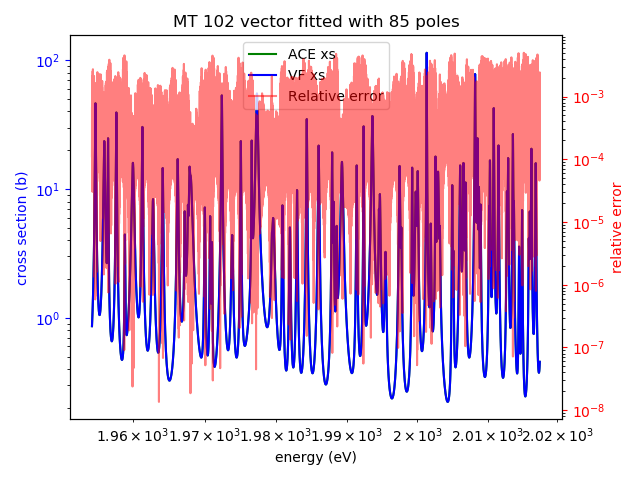 MT 102 vector fitted with 85 poles
ACE xs
VF xs
Relative error
10²
10¹
10⁰
cross section (b)
10⁻³
10⁻⁴
10⁻⁵
10⁻⁶
10⁻⁷
10⁻⁸
relative error
1.96 × 10³ 1.97 × 10³ 1.98 × 10³ 1.99 × 10³ 2 × 10³ 2.01 × 10³ 2.02 × 10³
energy (eV)